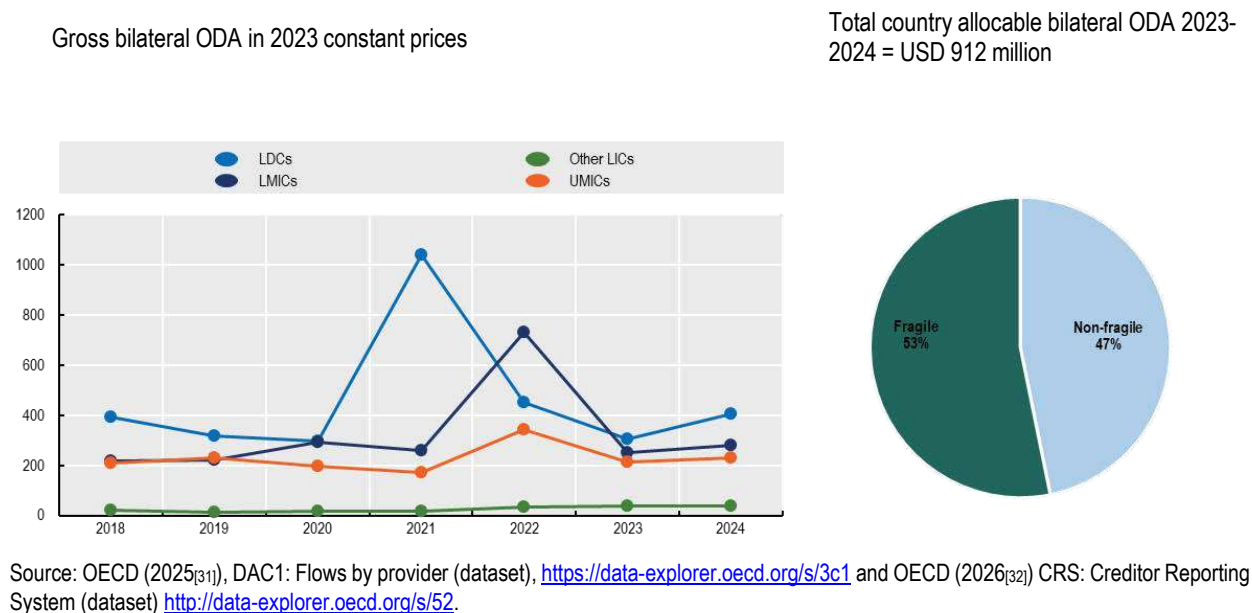 Gross bilateral ODA in 2023 constant prices
Total country allocable bilateral ODA 2023-
2024 = USD 912 million
LDCs
Other LICs
LMICs
UMICs
1200
1000
800
600
400
200
0
2018
2019
2020
2021
2022
2023
2024
Fragile
53%
Non-fragile
47%
Source: OECD (2025[31]), DAC1: Flows by provider (dataset), https://data-explorer.oecd.org/s/3c1 and OECD (2026[32]) CRS: Creditor Reporting
System (dataset) http://data-explorer.oecd.org/s/52.